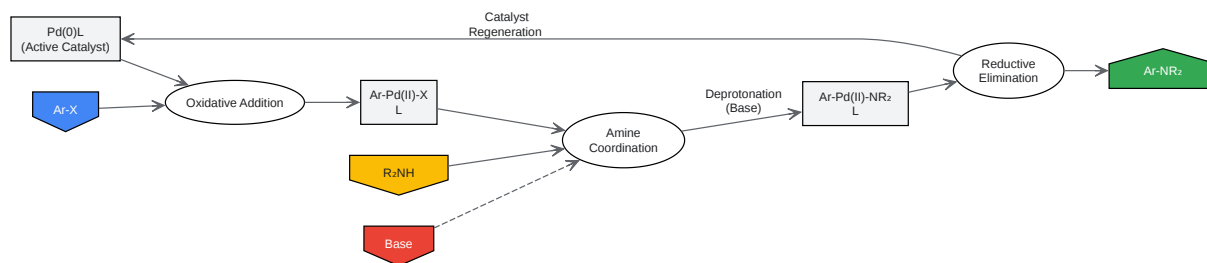 Catalyst
Regeneration
Pd(0)L
(Active Catalyst)
Ar-X
Oxidative Addition
Ar-Pd(II)-X
L
R₂NH
Base
Amine
Coordination
Deprotonation
(Base)
Ar-Pd(II)-NR₂
L
Reductive
Elimination
Ar-NR₂